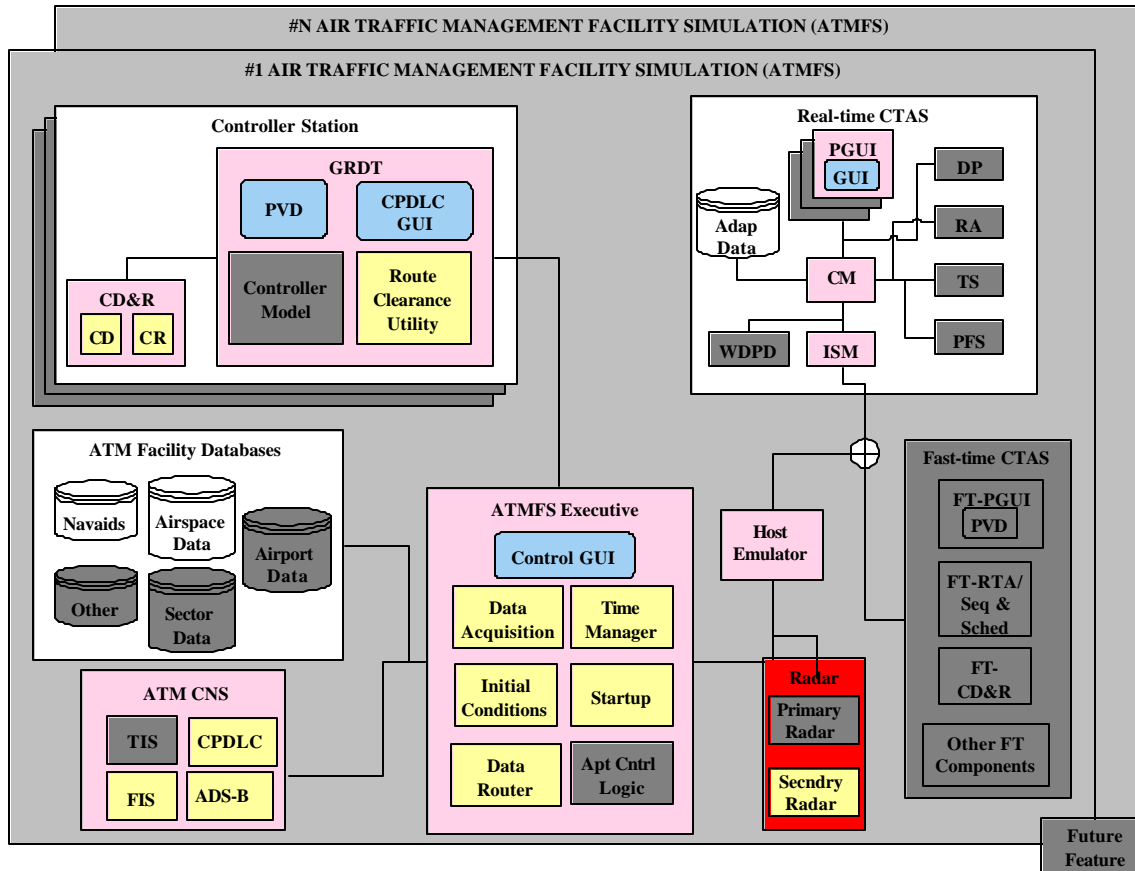 #N AIR TRAFFIC MANAGEMENT FACILITY SIMULATION (ATMFS)
#1 AIR TRAFFIC MANAGEMENT FACILITY SIMULATION (ATMFS)
Controller Station
GRDT
PVD
CPDLC
GUI
Controller
Model
Route
Clearance
Utility
CD&R
CD
CR
Real-time CTAS
PGUI
GUI
Adap
Data
CM
WDPD
ISM
DP
RA
TS
PFS
ATM Facility Databases
Navaids
Airspace
Data
Airport
Data
Other
Sector
Data
ATM CNS
TIS
CPDLC
FIS
ADS-B
ATMFS Executive
Control GUI
Data
Acquisition
Time
Manager
Initial
Conditions
Startup
Data
Router
Apt Cntrl
Logic
Host
Emulator
Radar
Primary
Radar
Secndry
Radar
Fast-time CTAS
FT-PGUI
PVD
FT-RTA/
Seq &
Sched
FT-
CD&R
Other FT
Components
Future
Feature